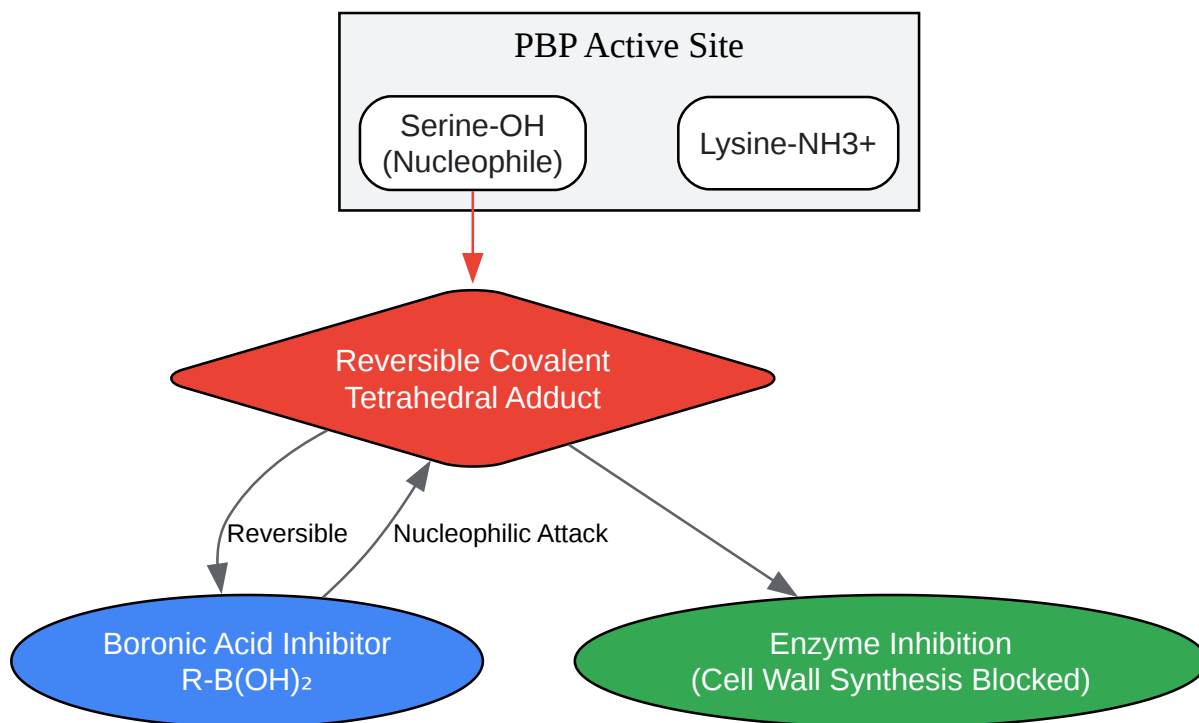 PBP Active Site
Serine-OH
(Nucleophile)
Lysine-NH3+
Reversible Covalent
Tetrahedral Adduct
Reversible
Nucleophilic Attack
Boronic Acid Inhibitor
R-B(OH)₂
Enzyme Inhibition
(Cell Wall Synthesis Blocked)